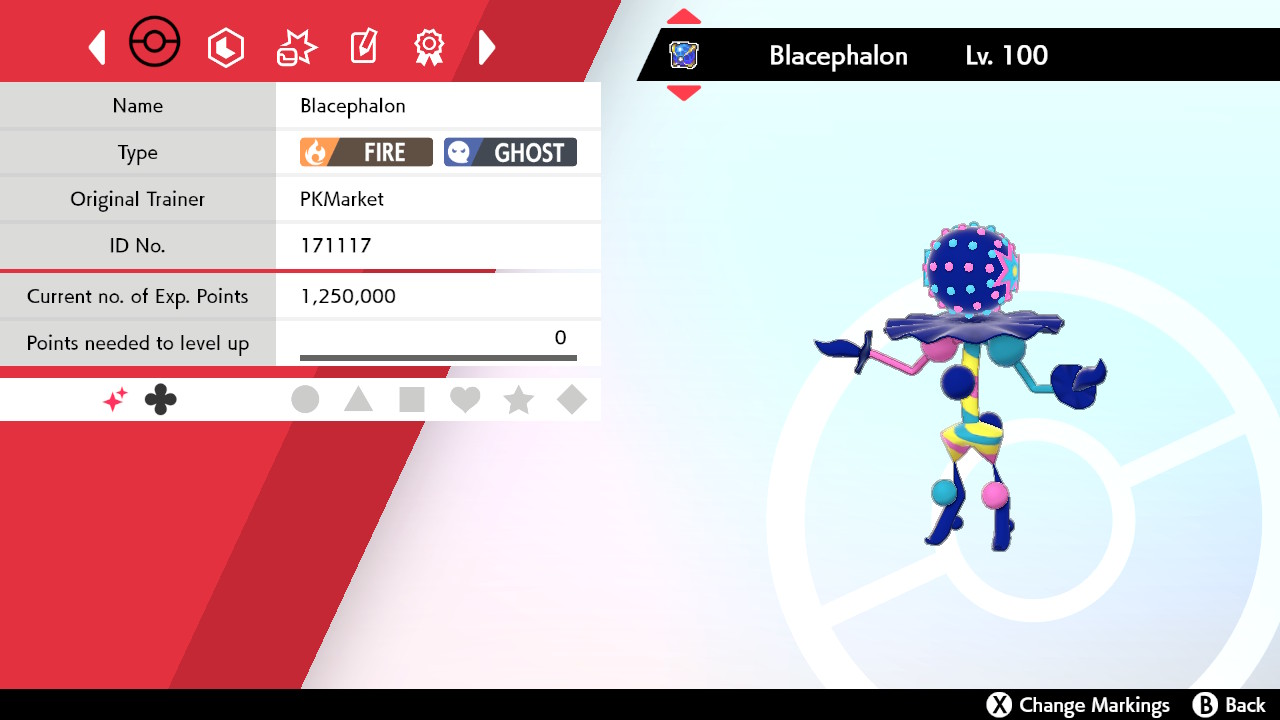 Blacephalon Lv. 100
Name Blacephalon
Type FIRE GHOST
Original Trainer PKMarket
ID No. 171117
Current no. of Exp. Points 1,250,000
Points needed to level up 0
X Change Markings B Back